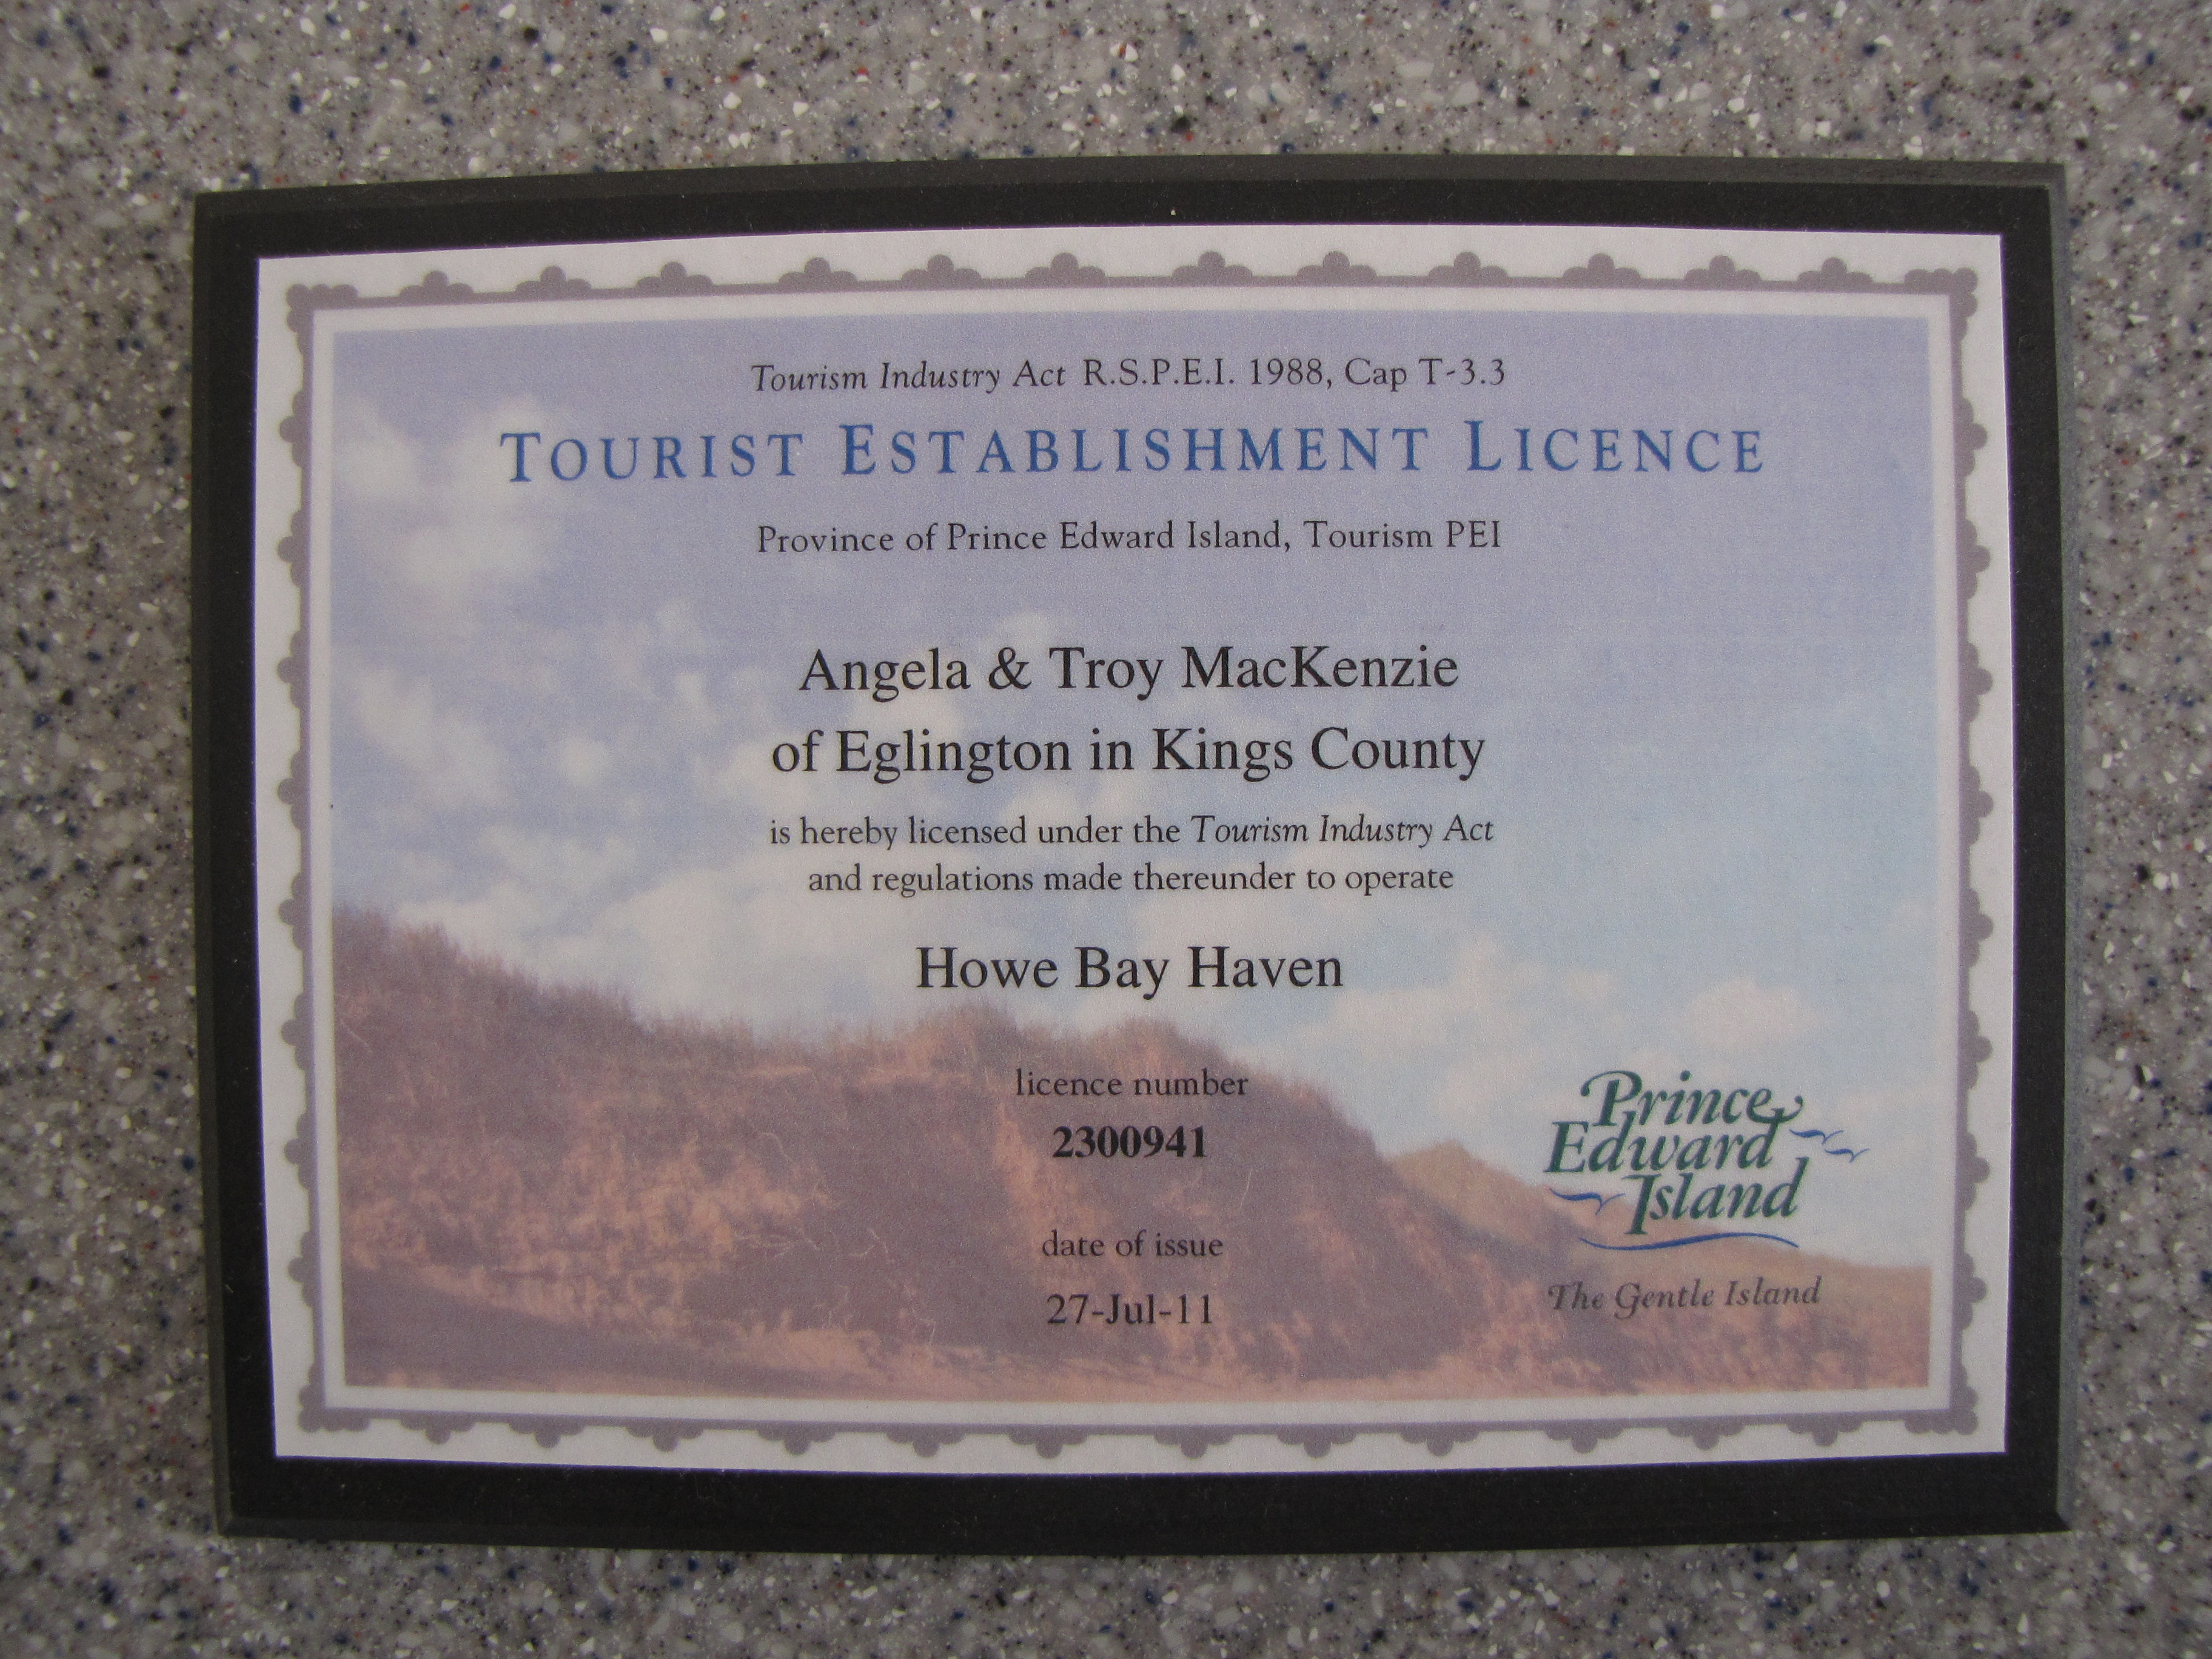 Tourism Industry Act R.S.P.E.I. 1988, Cap T-3.3
TOURIST ESTABLISHMENT LICENCE
Province of Prince Edward Island, Tourism PEI
Angela & Troy MacKenzie
of Eglington in Kings County
is hereby licensed under the Tourism Industry Act
and regulations made thereunder to operate
Howe Bay Haven
licence number
2300941
date of issue
27-Jul-11
Prince
Edward
Island
The Gentle Island